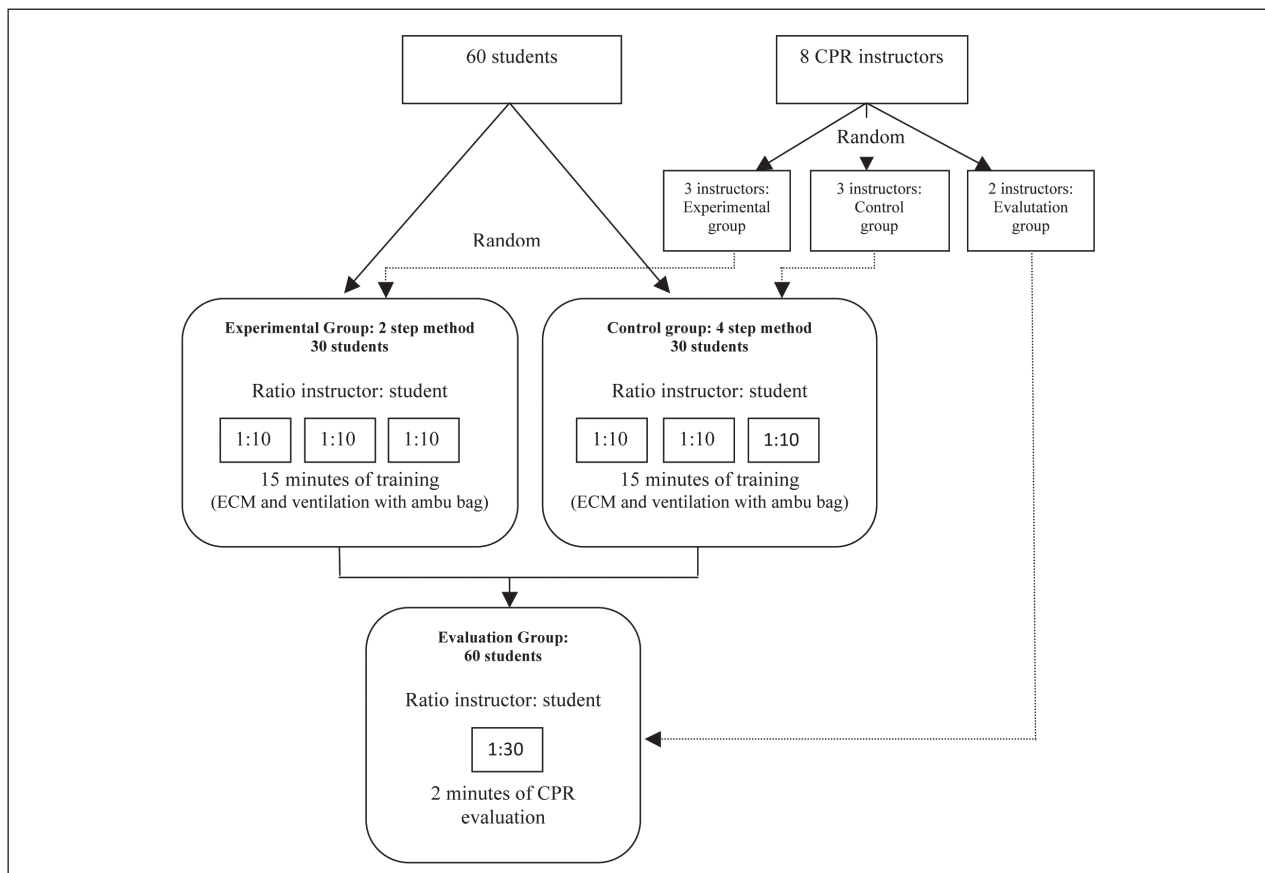 60 students
8 CPR instructors
Random
3 instructors:
Experimental
group
3 instructors:
Control
group
2 instructors:
Evalutation
group
Random
Experimental Group: 2 step method
30 students
Ratio instructor: student
1:10
1:10
1:10
15 minutes of training
(ECM and ventilation with ambu bag)
Control group: 4 step method
30 students
Ratio instructor: student
1:10
1:10
1:10
15 minutes of training
(ECM and ventilation with ambu bag)
Evaluation Group:
60 students
Ratio instructor: student
1:30
2 minutes of CPR
evaluation